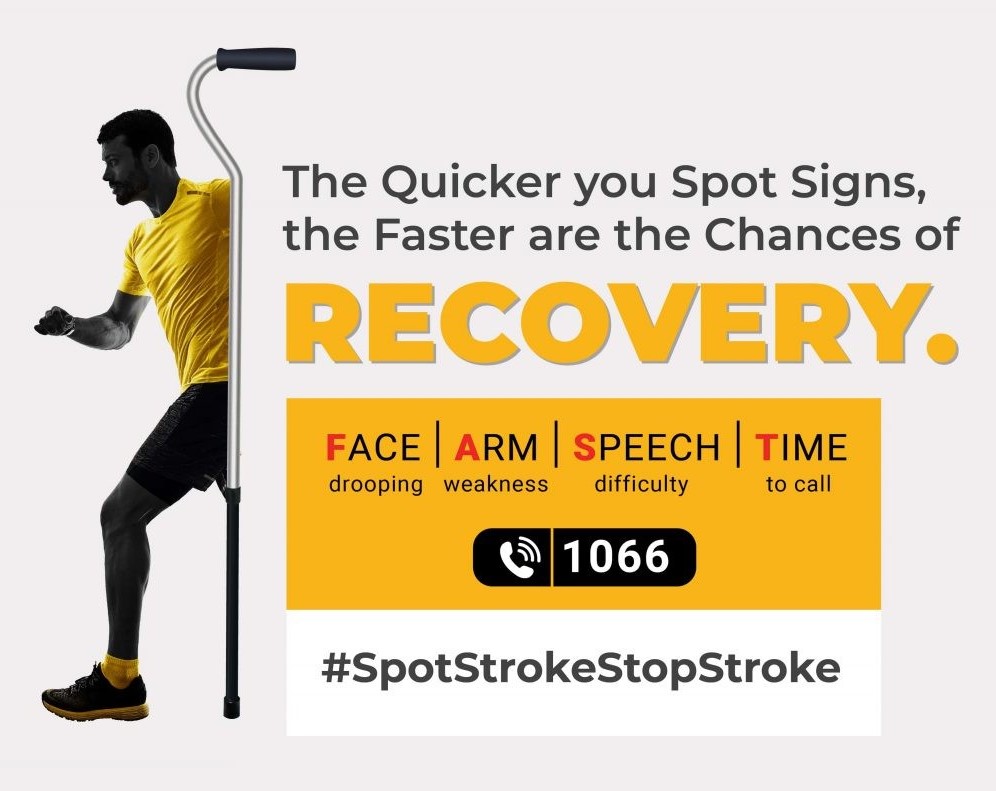 The Quicker you Spot Signs,
the Faster are the Chances of
RECOVERY.
FACE | ARM | SPEECH | TIME
drooping weakness difficulty to call
1066
#SpotStrokeStopStroke